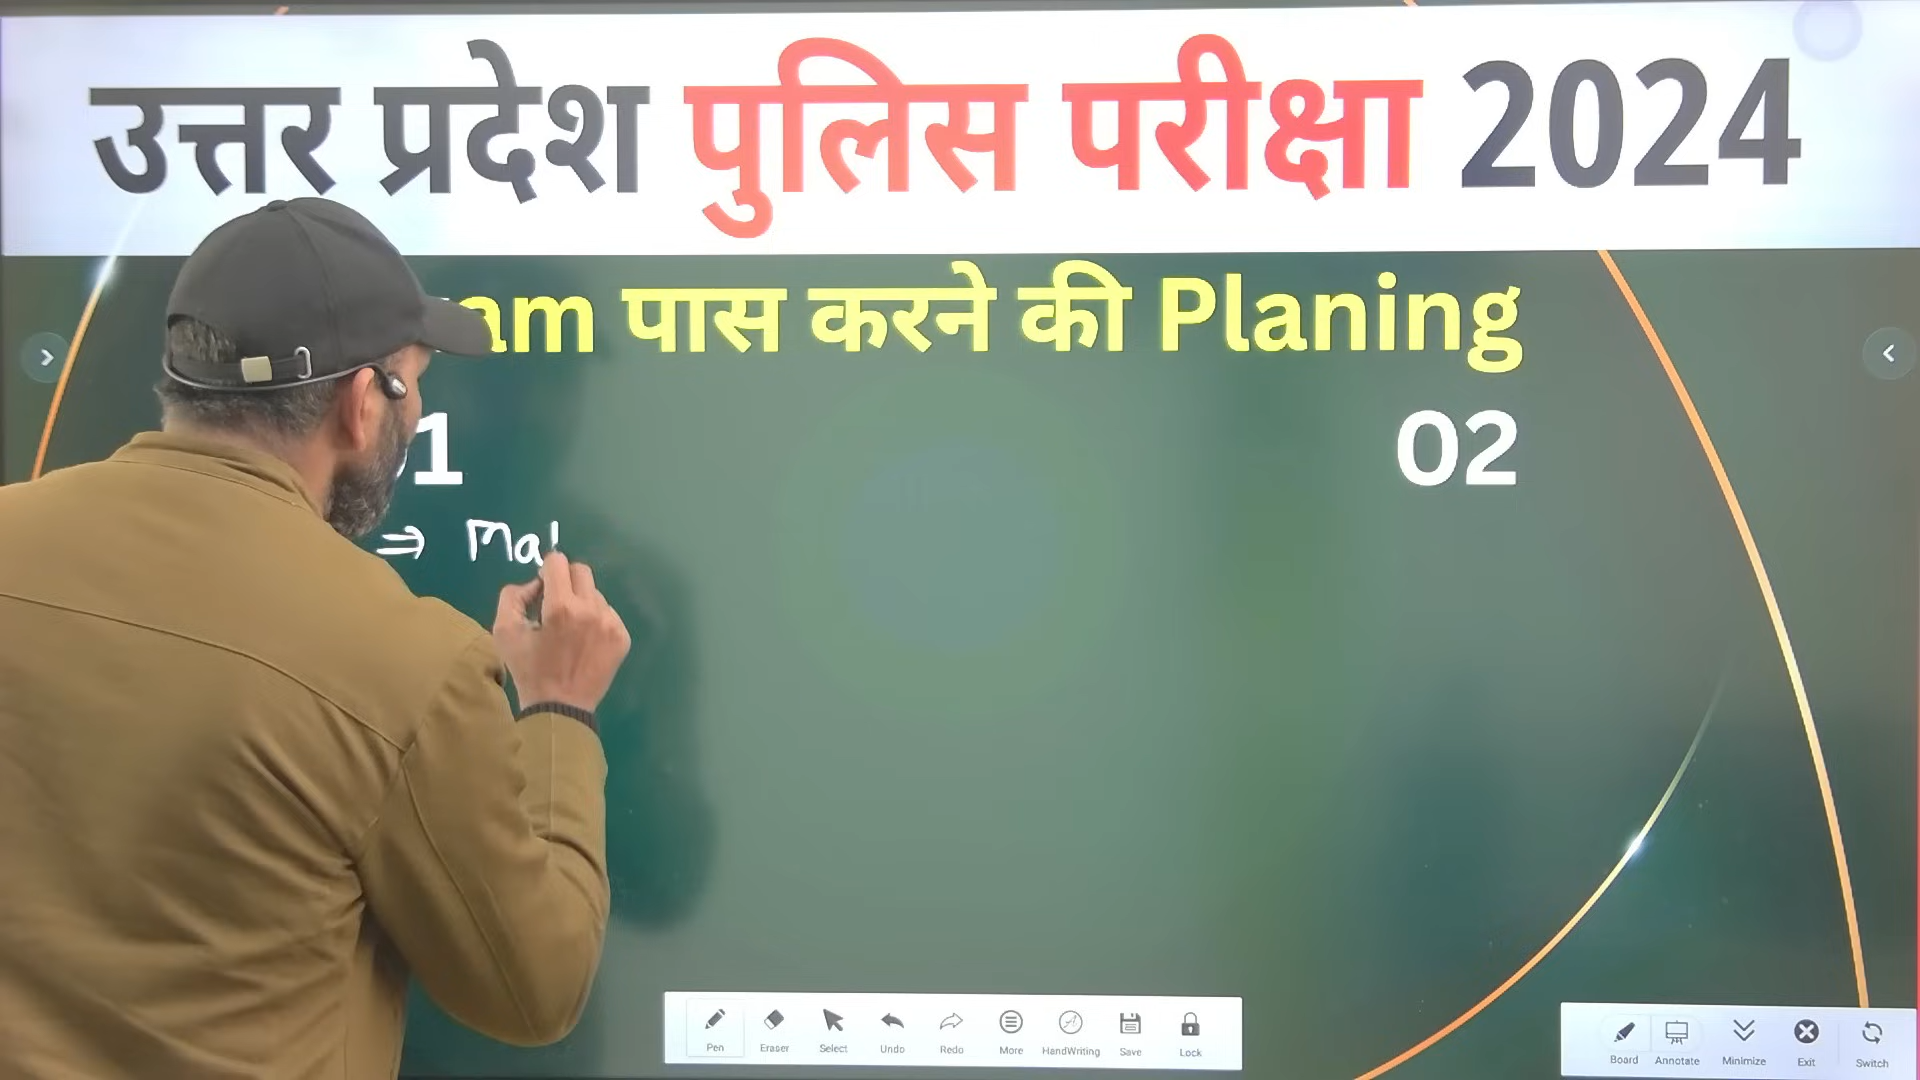 उत्तर प्रदेश पुलिस परीक्षा 2024
am पास करने की Planing
1 02
⇒ Mat
Pen Eraser Select Undo Redo More HandWriting Save Lock
Board Annotate Minimize Exit Switch